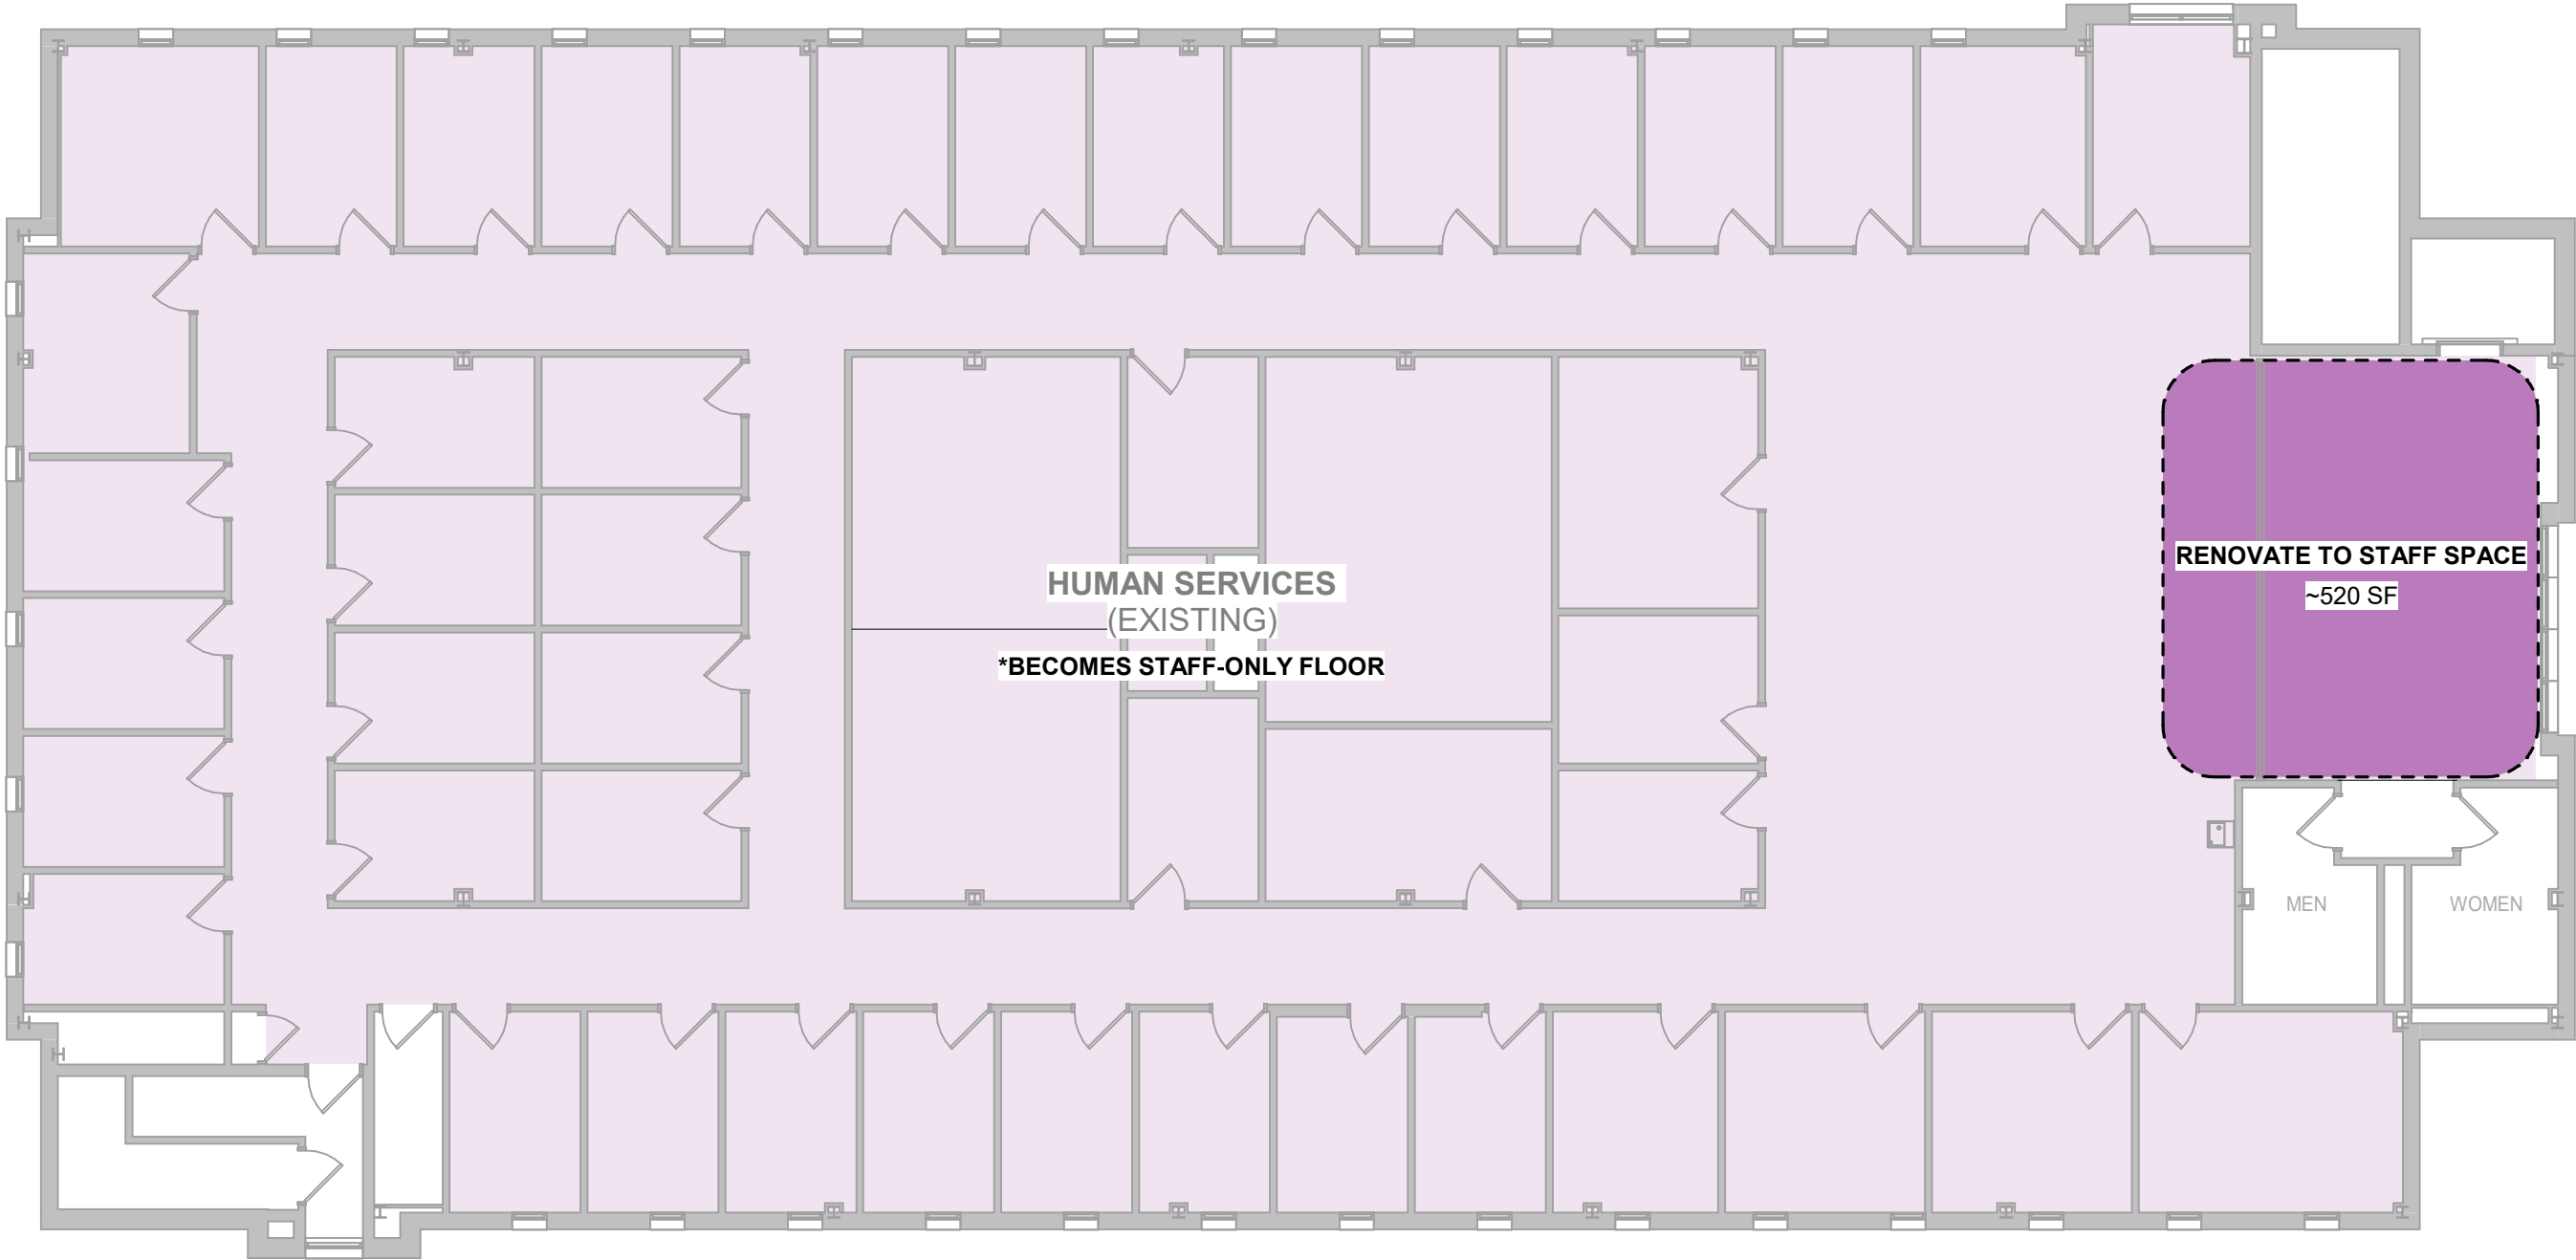 HUMAN SERVICES
(EXISTING)
*BECOMES STAFF-ONLY FLOOR
RENOVATE TO STAFF SPACE
~520 SF
MEN
WOMEN